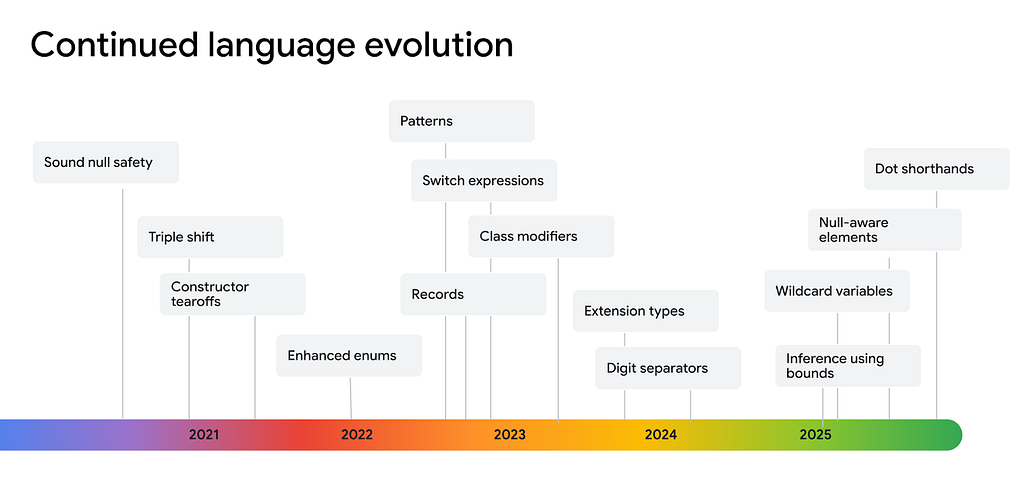 Continued language evolution
Patterns
Sound null safety
Dot shorthands
Switch expressions
Null-aware
elements
Triple shift
Class modifiers
Constructor
tearoffs
Records
Wildcard variables
Extension types
Enhanced enums
Inference using
bounds
Digit separators
2021
2022
2023
2024
2025